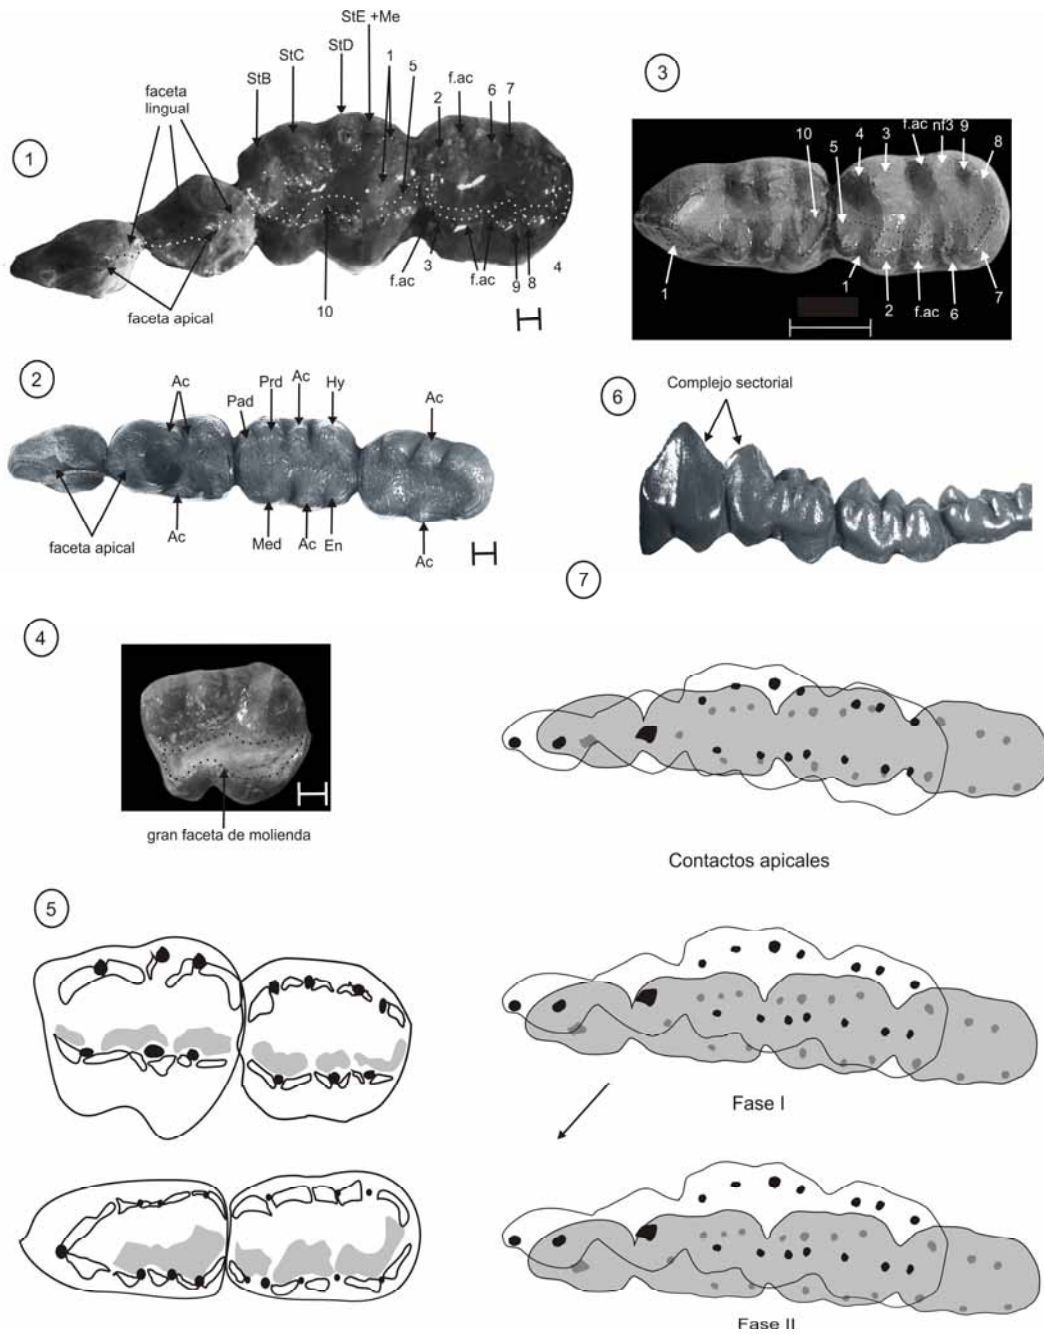 1
StB
StC
StD
StE +Me
1
5
2
f.ac
6
7
faceta
lingual
faceta apical
10
f.ac
3
f.ac
9
8
4
3
10
5
4
3
f.ac
nf3
9
8
1
1
2
f.ac
6
7
2
Ac
Pad
Prd
Ac
Hy
Ac
faceta apical
Ac
Med
Ac
En
Ac
6
Complejo sectorial
4
gran faceta de molienda
7
Contactos apicales
Fase I
Fase II
5